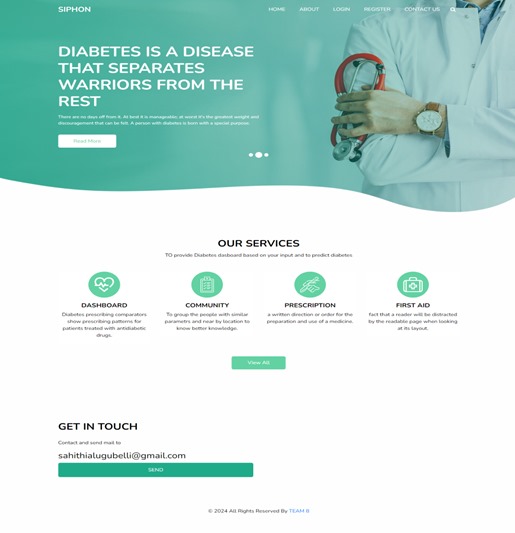 SIPHON
HOME ABOUT LOGIN REGISTER CONTACT US
DIABETES IS A DISEASE
THAT SEPARATES
WARRIORS FROM THE
REST
There are no days off from it. At best it is manageable, at worst it's the greatest weight and
discouragement that can be felt. A person with diabetes is born with a special purpose.
Read More
OUR SERVICES
TO provide Diabetes dasboard based on your input and to predict diabetes.
DASHBOARD
Diabetes prescribing comparators
show prescribing patterns for
patients treated with antidiabetic
drugs.
COMMUNITY
To group the people with similar
parametrs and near by location to
know better knowledge.
PRESCRIPTION
a written direction or order for the
preparation and use of a medicine.
FIRST AID
fact that a reader will be distracted
by the readable page when looking
at its layout.
View All
GET IN TOUCH
Contact and send mail to
sahithialugubelli@gmail.com
SEND
© 2024 All Rights Reserved By TEAM 8